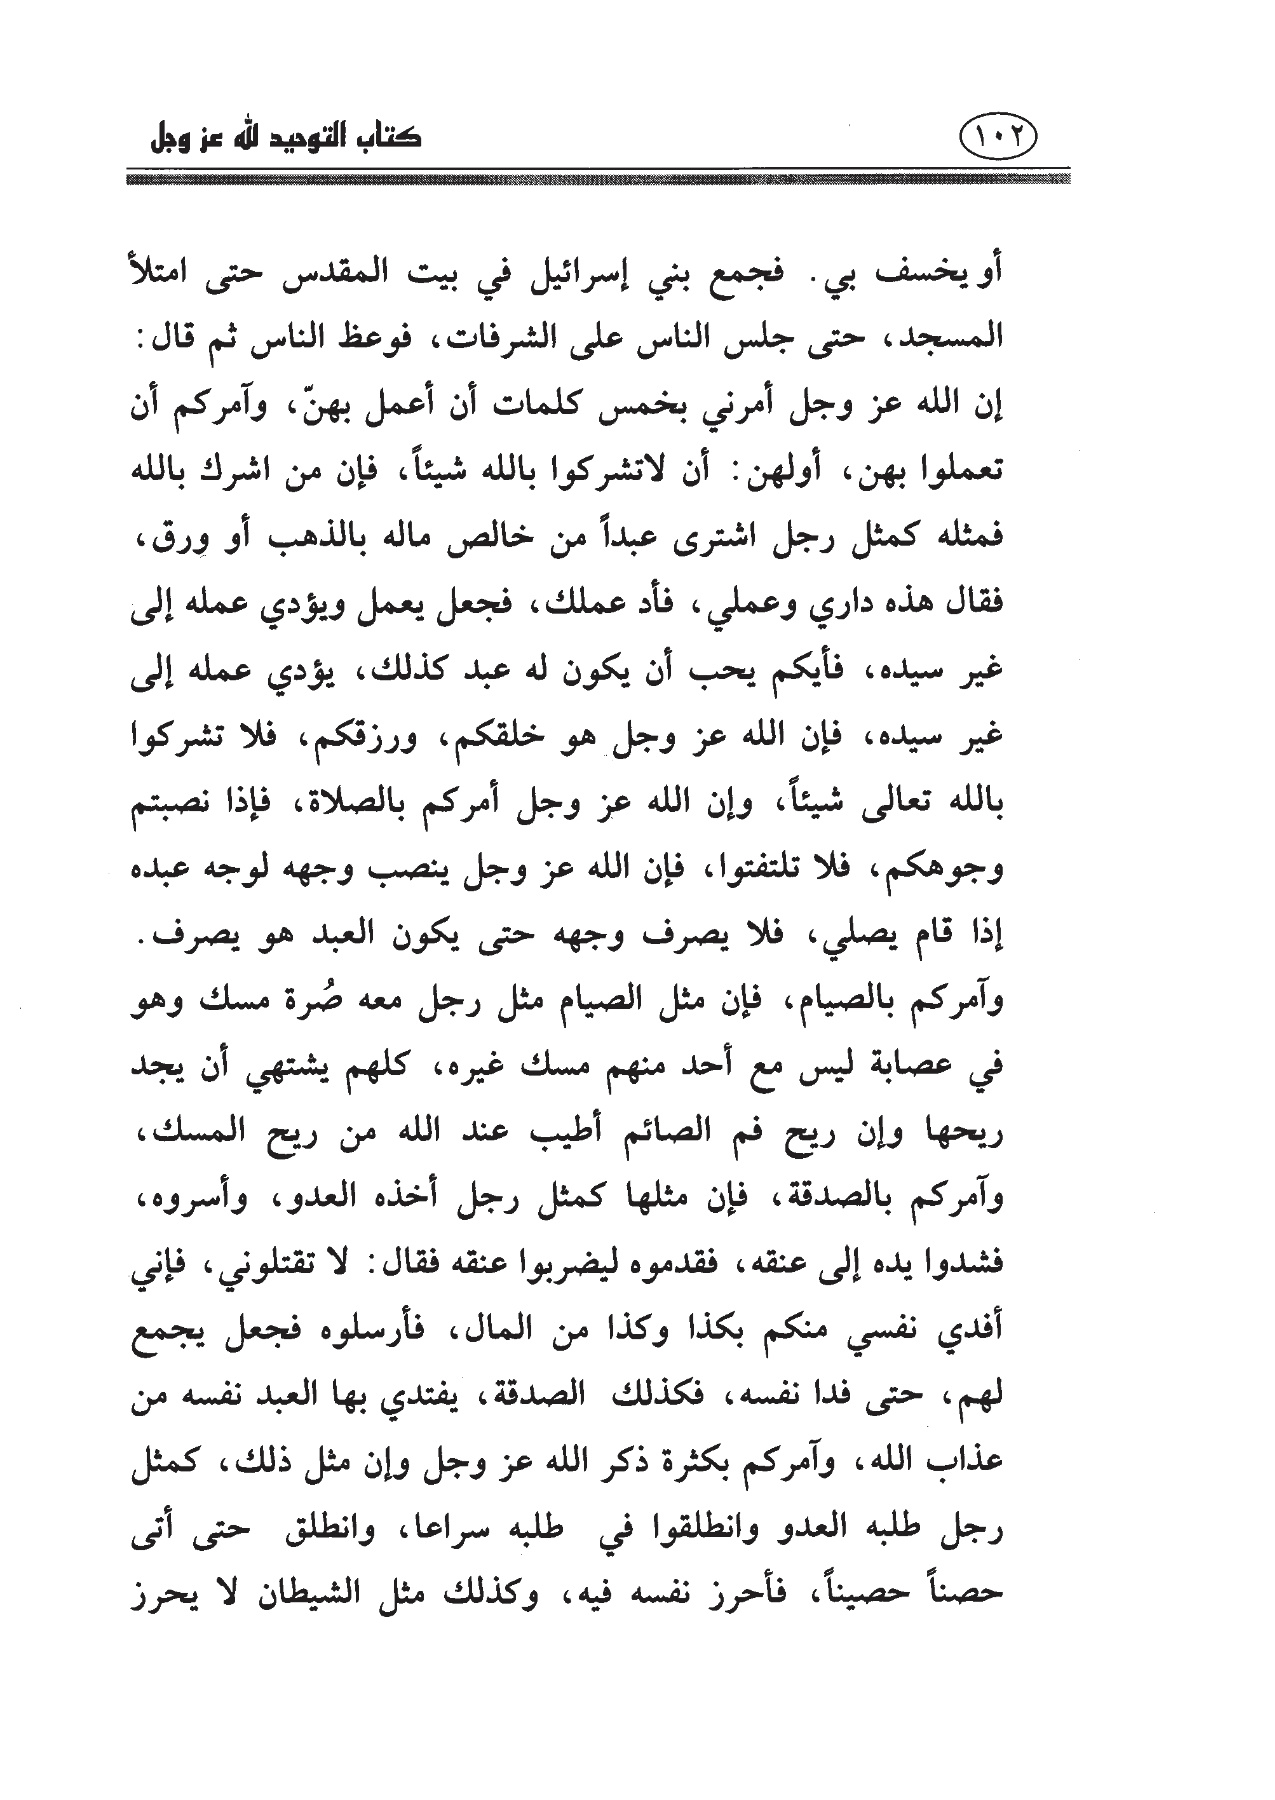 ١٠٢ كتاب التوحيد لله عز وجل
أو يخسف بي. فجمع بني إسرائيل في بيت المقدس حتى امتلأ
المسجد، حتى جلس الناس على الشرفات، فوعظ الناس ثم قال:
إن الله عز وجل أمرني بخمس كلمات أن أعمل بهنّ، وآمركم أن
تعملوا بهن، أولهن: أن لاتشركوا بالله شيئاً، فإن من اشرك بالله
فمثله كمثل رجل اشترى عبداً من خالص ماله بالذهب أو ورق،
فقال هذه داري وعملي، فأد عملك، فجعل يعمل ويؤدي عمله إلى
غير سيده، فأيكم يحب أن يكون له عبد كذلك، يؤدي عمله إلى
غير سيده، فإن الله عز وجل هو خلقكم، ورزقكم، فلا تشركوا
بالله تعالى شيئاً، وإن الله عز وجل أمركم بالصلاة، فإذا نصبتم
وجوهكم، فلا تلتفتوا، فإن الله عز وجل ينصب وجهه لوجه عبده
إذا قام يصلي، فلا يصرف وجهه حتى يكون العبد هو يصرف.
وآمركم بالصيام، فإن مثل الصيام مثل رجل معه صُرة مسك وهو
في عصابة ليس مع أحد منهم مسك غيره، كلهم يشتهي أن يجد
ريحها وإن ريح فم الصائم أطيب عند الله من ريح المسك،
وآمركم بالصدقة، فإن مثلها كمثل رجل أخذه العدو، وأسروه،
فشدوا يده إلى عنقه، فقدموه ليضربوا عنقه فقال: لا تقتلوني، فإني
أفدي نفسي منكم بكذا وكذا من المال، فأرسلوه فجعل يجمع
لهم، حتى فدا نفسه، فكذلك الصدقة، يفتدي بها العبد نفسه من
عذاب الله، وآمركم بكثرة ذكر الله عز وجل وإن مثل ذلك، كمثل
رجل طلبه العدو وانطلقوا في طلبه سراعا، وانطلق حتى أتى
حصناً حصيناً، فأحرز نفسه فيه، وكذلك مثل الشيطان لا يحرز